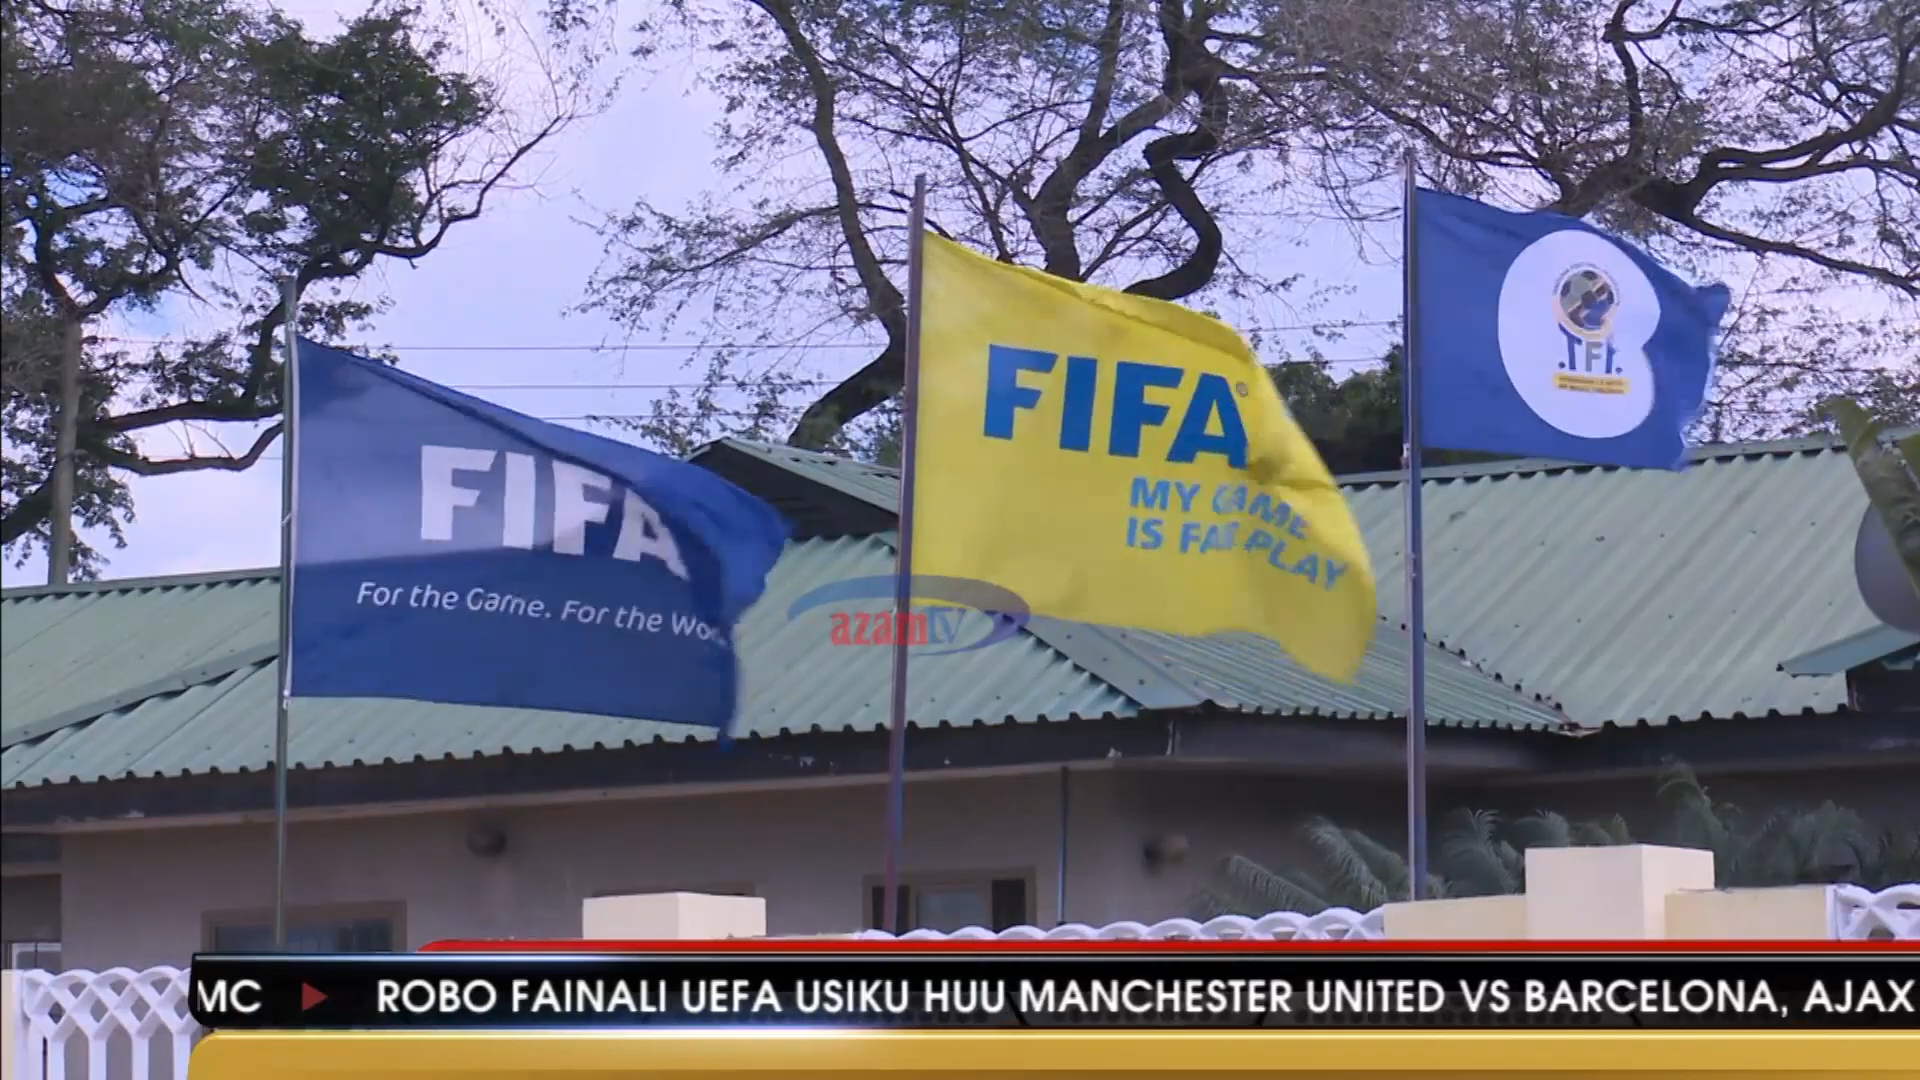 FIFA
For the Game. For the Wo
FIFA
MY GAME
IS FAIR PLAY
TFF
azamtv
MC ROBO FAINALI UEFA USIKU HUU MANCHESTER UNITED VS BARCELONA, AJAX